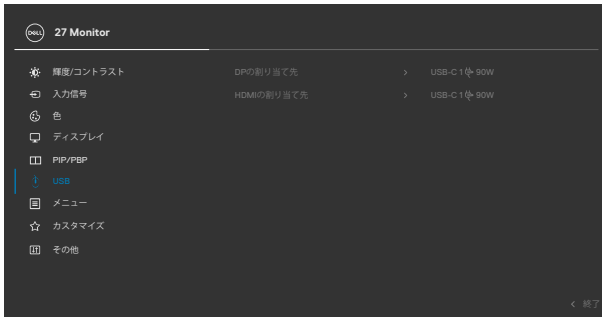 DELL 27 Monitor
輝度/コントラスト DPの割り当て先 > USB-C 1 90W
入力信号 HDMIの割り当て先 > USB-C 1 90W
色
ディスプレイ
PIP/PBP
USB
メニュー
カスタマイズ
その他
< 終了